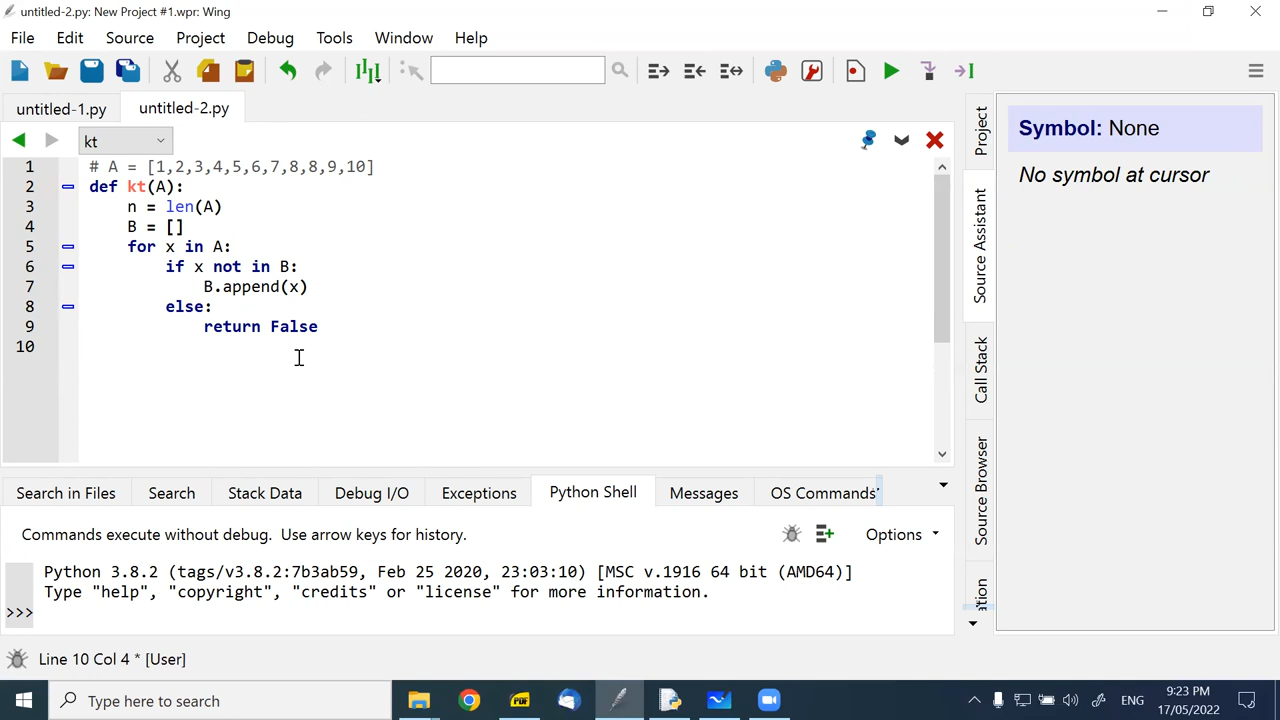 untitled-2.py: New Project #1.wpr: Wing
File Edit Source Project Debug Tools Window Help
untitled-1.py untitled-2.py
kt
1 # A = [1,2,3,4,5,6,7,8,8,9,10]
2 def kt(A):
3 n = len(A)
4 B = []
5 for x in A:
6 if x not in B:
7 B.append(x)
8 else:
9 return False
10
Project
Source Assistant
Call Stack
Source Browser
Symbol: None
No symbol at cursor
Search in Files Search Stack Data Debug I/O Exceptions Python Shell Messages OS Commands
Commands execute without debug. Use arrow keys for history. Options
Python 3.8.2 (tags/v3.8.2:7b3ab59, Feb 25 2020, 23:03:10) [MSC v.1916 64 bit (AMD64)]
Type "help", "copyright", "credits" or "license" for more information.
>>>
Line 10 Col 4 * [User]
Type here to search
PDF
ENG
9:23 PM
17/05/2022